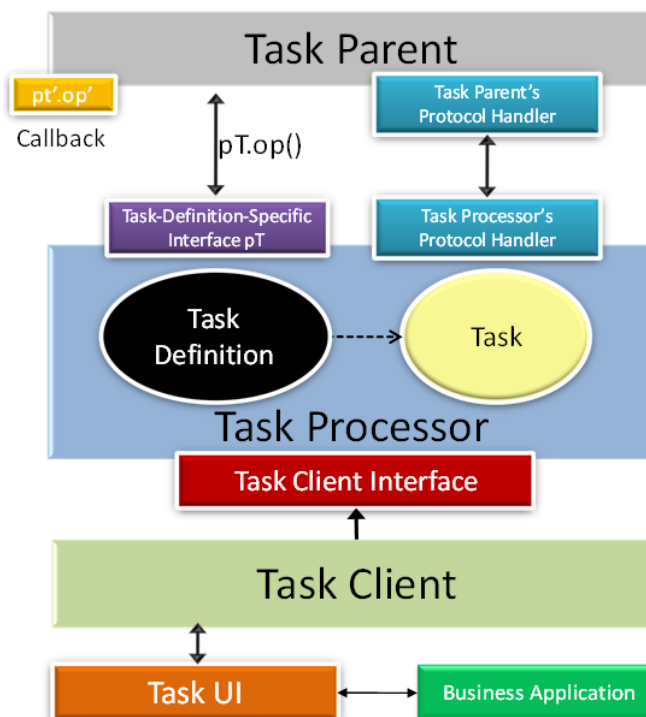 Task Parent
pt'.op'
Callback
pT.op()
Task Parent's
Protocol Handler
Task-Definition-Specific
Interface pT
Task Processor's
Protocol Handler
Task
Definition
Task
Task Processor
Task Client Interface
Task Client
Task UI
Business Application